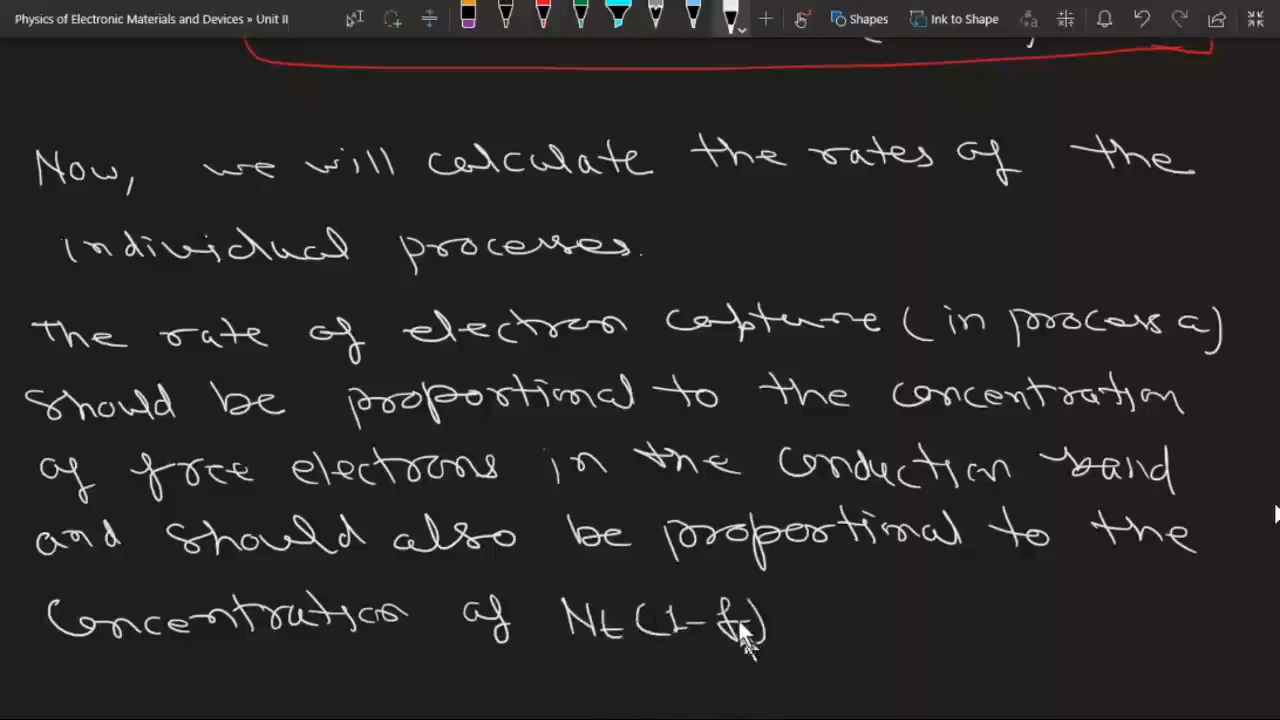 Physics of Electronic Materials and Devices » Unit II
Shapes
Ink to Shape
Now, we will calculate the rates of the
individual processes.
The rate of electron capture (in process a)
should be proportional to the concentration
of free electrons in the conduction band
and should also be proportional to the
concentration of Nt (1-f)